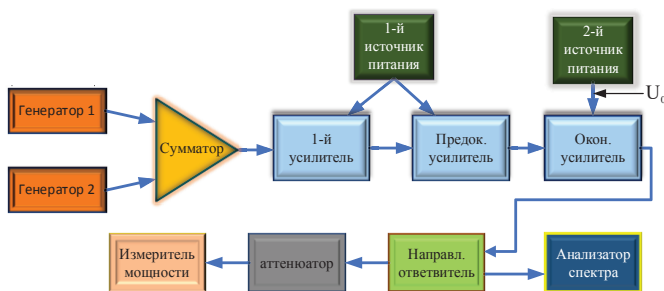 1-й
источник
питания
2-й
источник
питания
Генератор 1
Сумматор
1-й
усилитель
Предок.
усилитель
Окон.
усилитель
Генератор 2
Измеритель
мощности
аттенюатор
Направл.
ответвитель
Анализатор
спектра